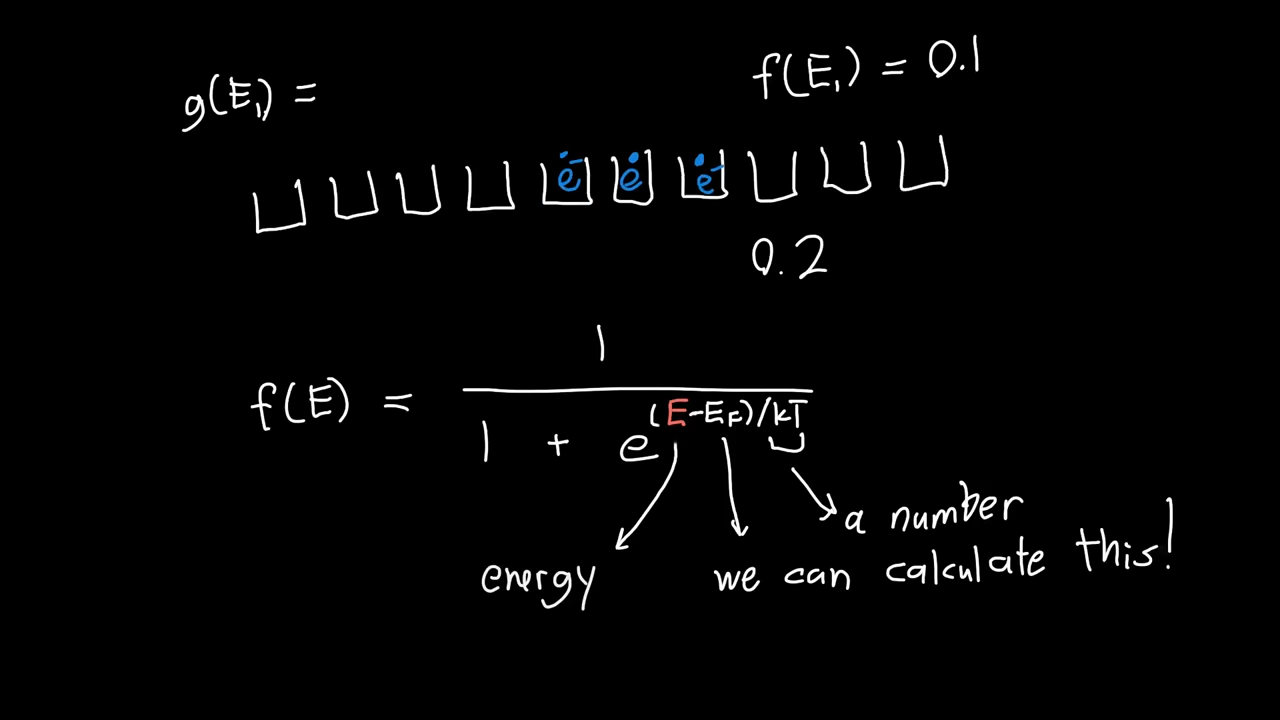 g(E₁) =
f(E₁) = 0.1
e⁻ e e⁻
0.2
f(E) = 1 / (1 + e^((E-E_F)/kT))
a number
energy
we can calculate this!